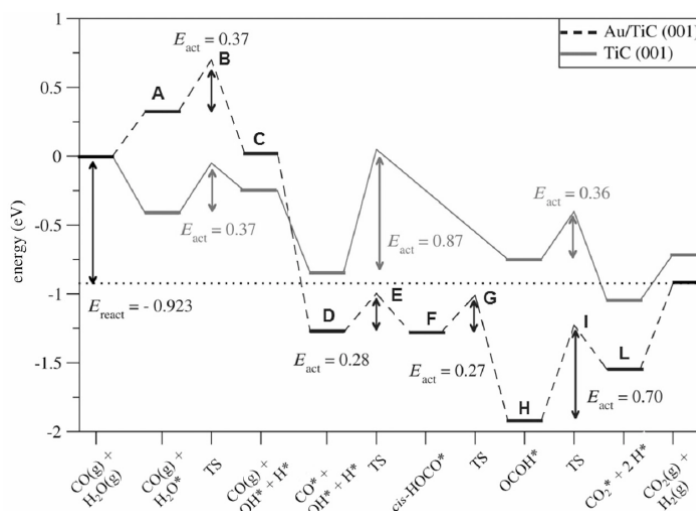 1
0.5
0
-0.5
-1
-1.5
-2
energy (eV)
Au/TiC (001)
TiC (001)
E_act = 0.37
A
B
C
E_act = 0.37
E_act = 0.87
E_act = 0.36
E_react = - 0.923
D
E
F
G
H
I
L
E_act = 0.28
E_act = 0.27
E_act = 0.70
CO(g) +
H2O(g)
CO(g) +
H2O*
TS
CO(g) +
OH* + H*
CO* +
OH* + H*
TS
cis-HOCO*
TS
OCOH*
TS
CO2* + 2 H*
CO2(g) +
H2(g)